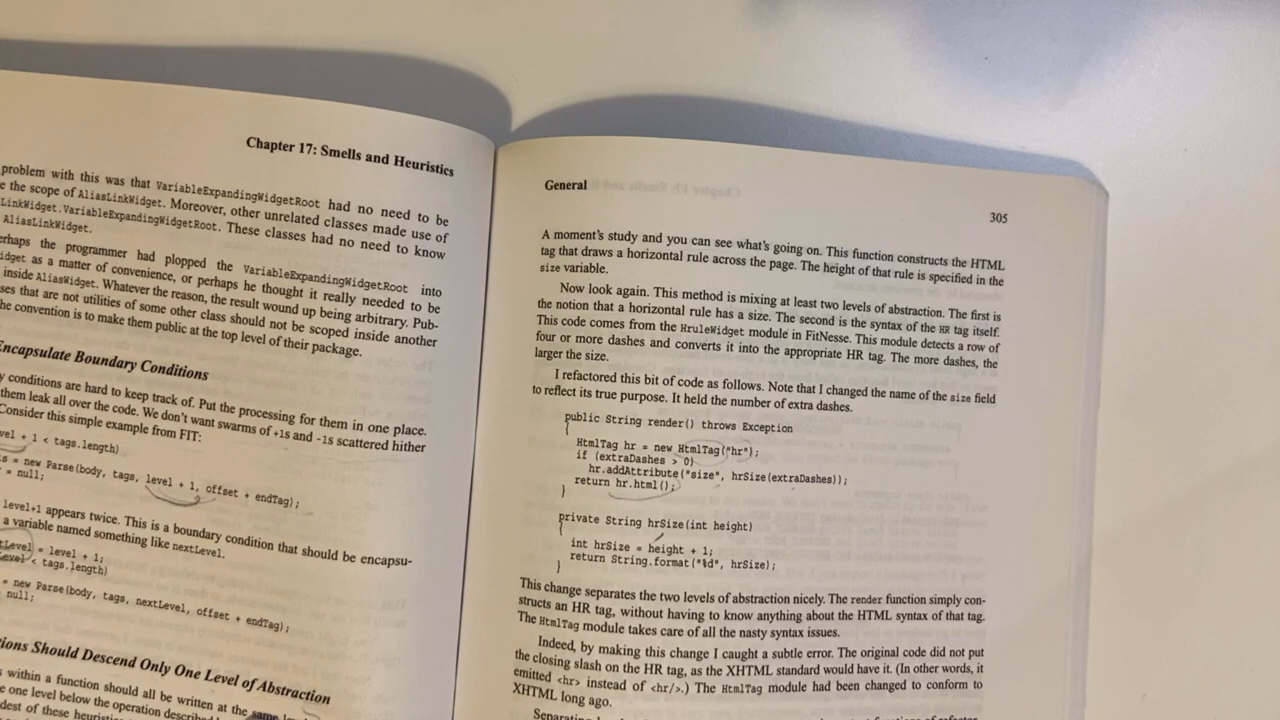 Chapter 17: Smells and Heuristics
problem with this was that VariableExpandingWidgetRoot had no need to be
e the scope of AliasLinkWidget. Moreover, other unrelated classes made use of
LinkWidget.VariableExpandingWidgetRoot. These classes had no need to know
AliasLinkWidget.
erhaps the programmer had plopped the VariableExpandingWidgetRoot into
idget as a matter of convenience, or perhaps he thought it really needed to be
inside AliasWidget. Whatever the reason, the result wound up being arbitrary. Pub-
ses that are not utilities of some other class should not be scoped inside another
he convention is to make them public at the top level of their package.
Encapsulate Boundary Conditions
y conditions are hard to keep track of. Put the processing for them in one place.
them leak all over the code. We don't want swarms of +1s and -1s scattered hither
Consider this simple example from FIT:
vel + 1 < tags.length)
s = new Parse(body, tags, level + 1, offset + endTag);
= null;
level+1 appears twice. This is a boundary condition that should be encapsu-
a variable named something like nextLevel.
tLevel = level + 1;
Level < tags.length)
= new Parse(body, tags, nextLevel, offset + endTag);
null;
tions Should Descend Only One Level of Abstraction
within a function should all be written at the same
e one level below the operation described
dest of these heuristi
General
305
A moment's study and you can see what's going on. This function constructs the HTML
tag that draws a horizontal rule across the page. The height of that rule is specified in the
size variable.
Now look again. This method is mixing at least two levels of abstraction. The first is
the notion that a horizontal rule has a size. The second is the syntax of the HR tag itself.
This code comes from the HruleWidget module in FitNesse. This module detects a row of
four or more dashes and converts it into the appropriate HR tag. The more dashes, the
larger the size.
I refactored this bit of code as follows. Note that I changed the name of the size field
to reflect its true purpose. It held the number of extra dashes.
public String render() throws Exception
{
HtmlTag hr = new HtmlTag("hr");
if (extraDashes > 0)
hr.addAttribute("size", hrSize(extraDashes));
return hr.html();
}
private String hrSize(int height)
{
int hrSize = height + 1;
return String.format("%d", hrSize);
}
This change separates the two levels of abstraction nicely. The render function simply con-
structs an HR tag, without having to know anything about the HTML syntax of that tag.
The HtmlTag module takes care of all the nasty syntax issues.
Indeed, by making this change I caught a subtle error. The original code did not put
the closing slash on the HR tag, as the XHTML standard would have it. (In other words, it
emitted <hr> instead of <hr/>.) The HtmlTag module had been changed to conform to
XHTML long ago.